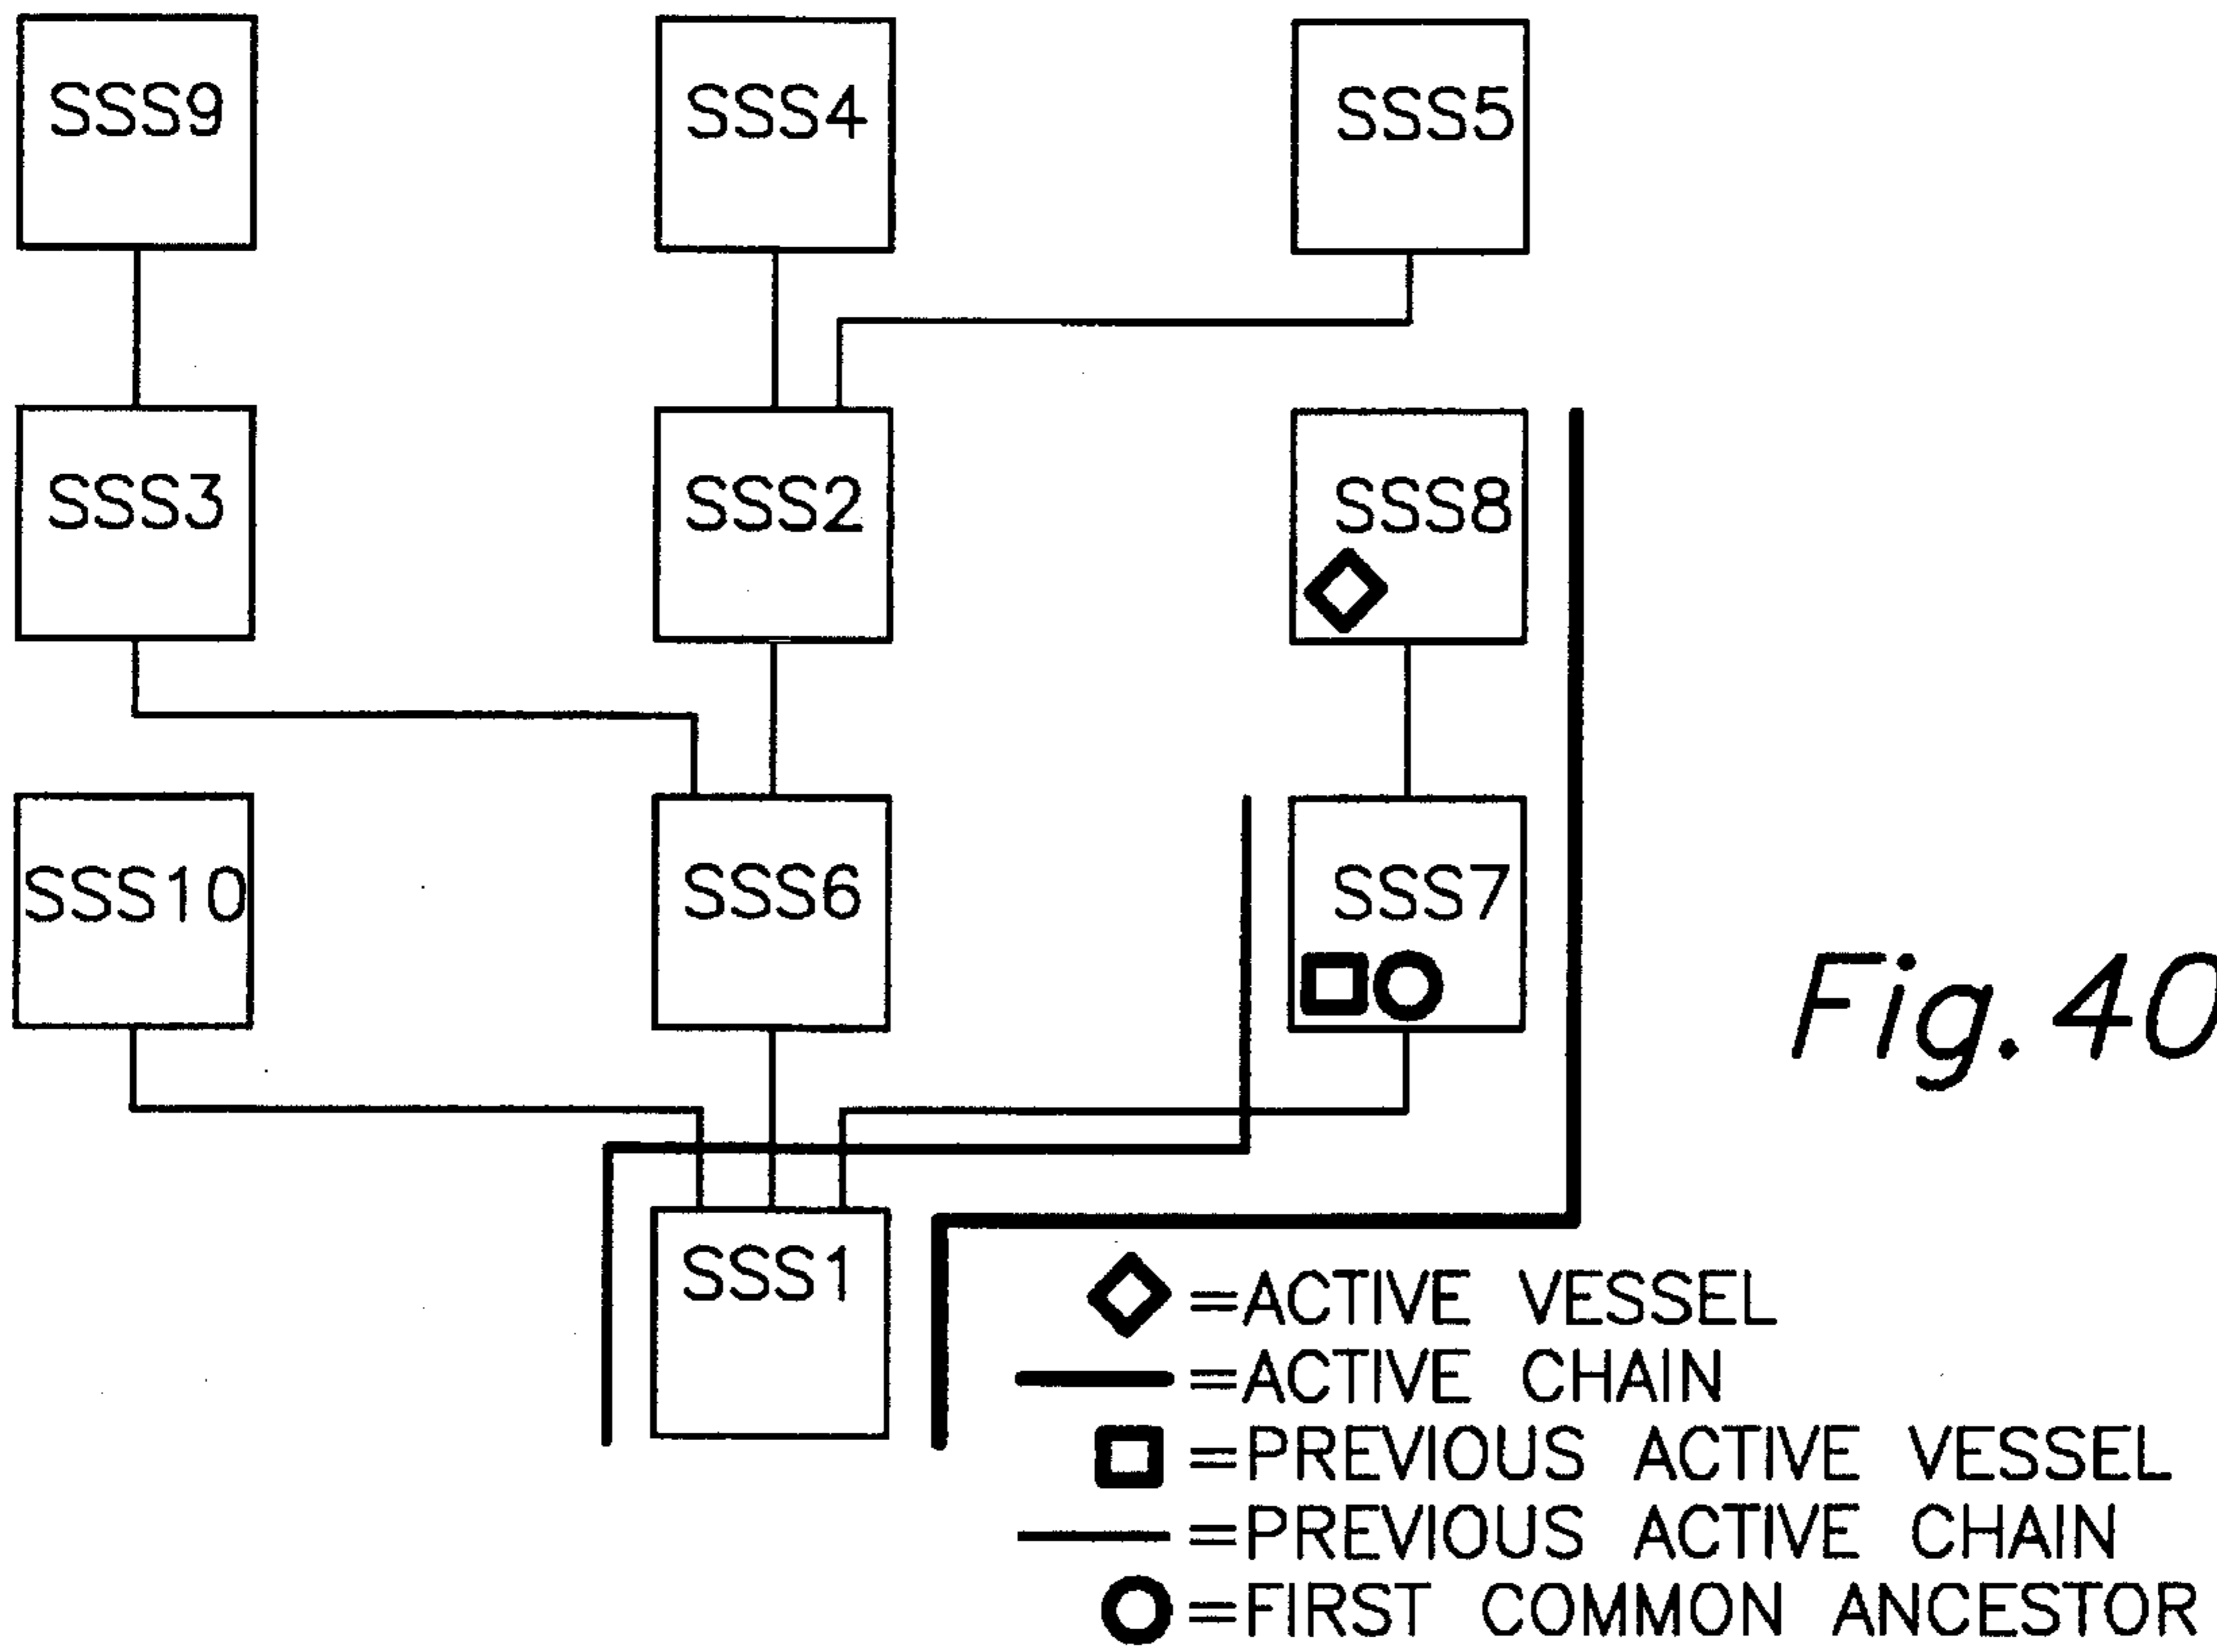 SSS9
SSS4
SSS5
SSS3
SSS2
SSS8
SSS10
SSS6
SSS7
Fig.40
SSS1
=ACTIVE VESSEL
=ACTIVE CHAIN
=PREVIOUS ACTIVE VESSEL
=PREVIOUS ACTIVE CHAIN
=FIRST COMMON ANCESTOR